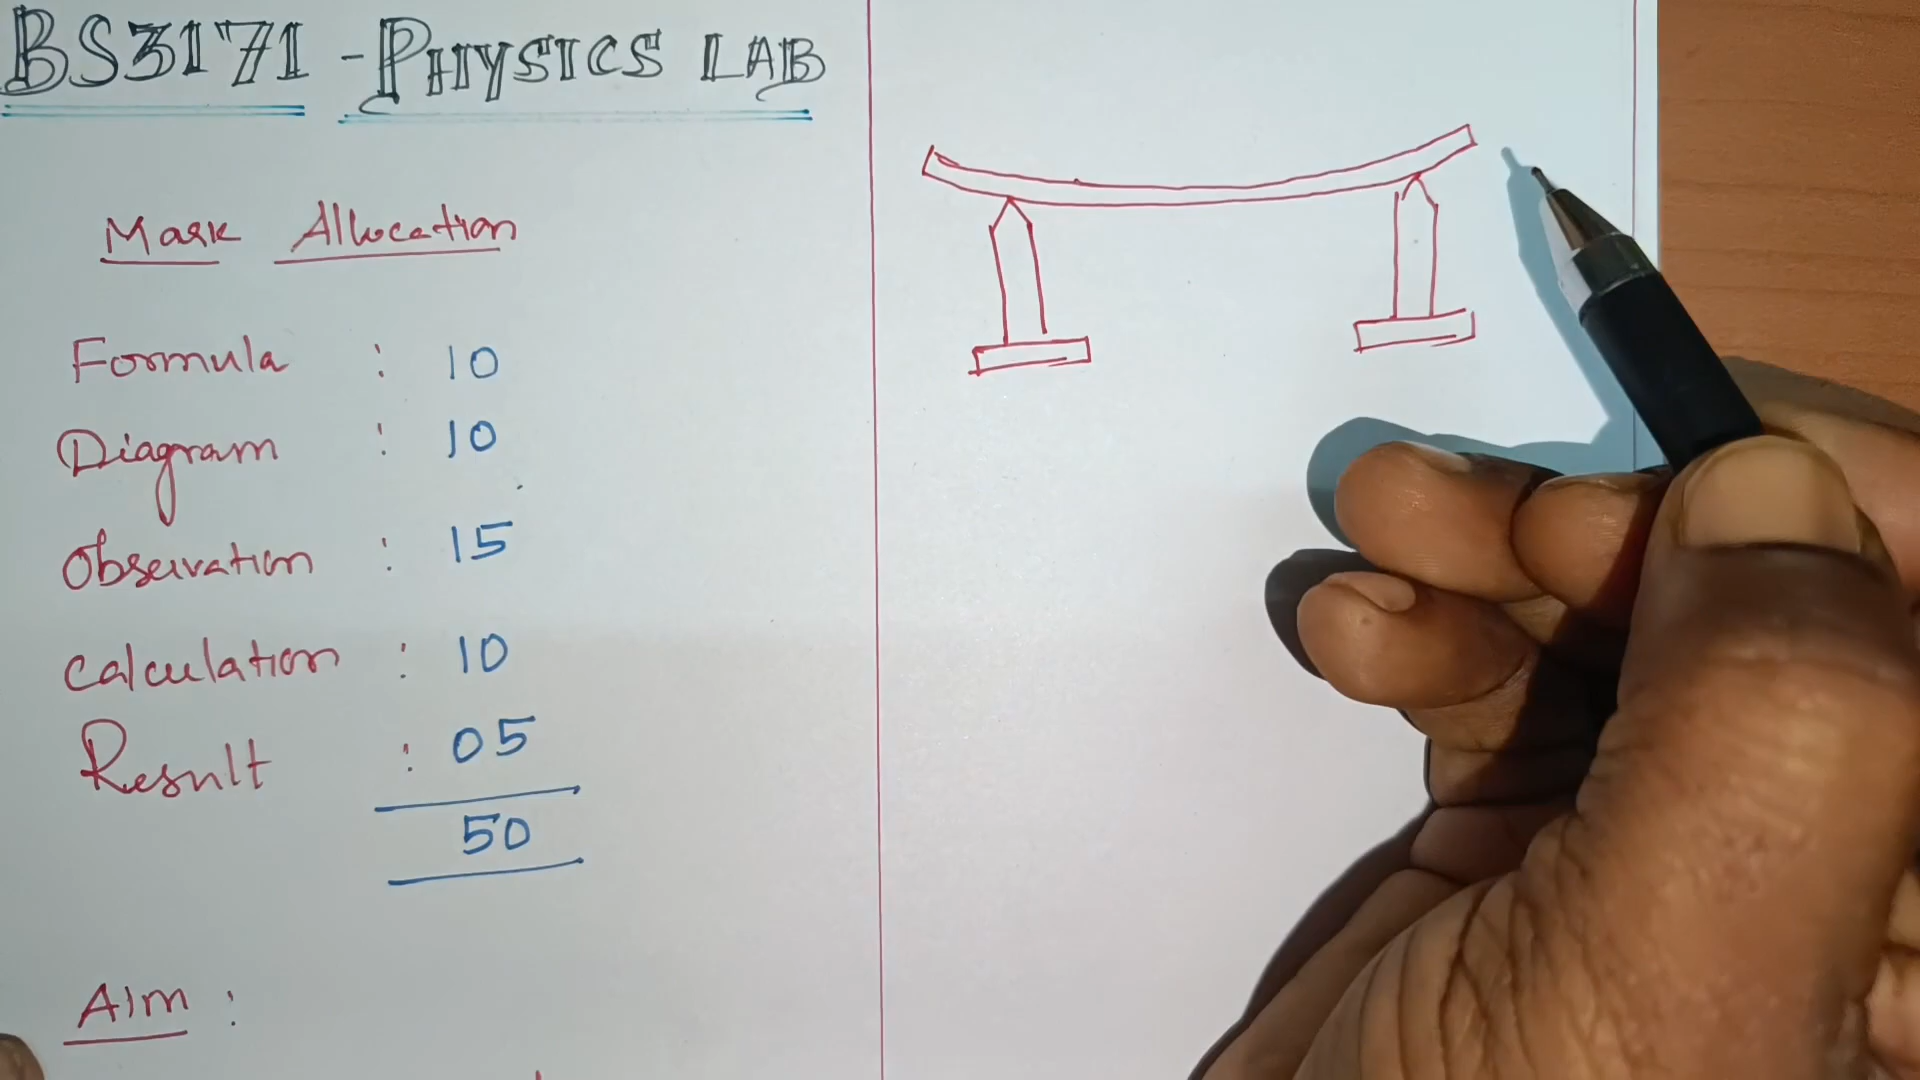 BS3171 - PHYSICS LAB
Mark Allocation
Formula : 10
Diagram : 10
Observation : 15
Calculation : 10
Result : 05
50
Aim :